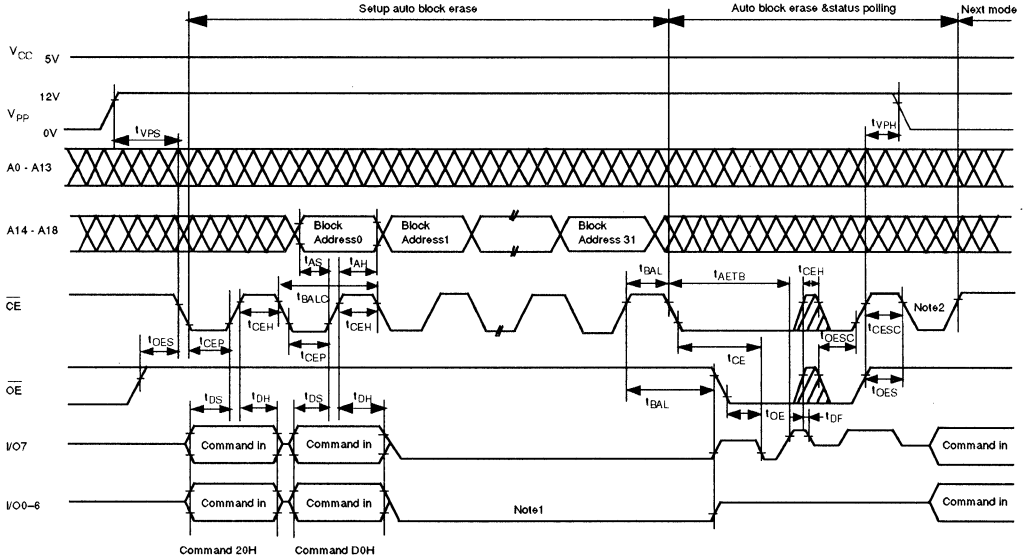 Setup auto block erase
Auto block erase &status polling
Next mode
VCC 5V
12V
VPP
0V
tVPS
tVPH
A0 - A13
A14 - A18
Block Address0
Block Address1
Block Address 31
tAS
tAH
tBAL
tAETB
tCEH
tBALC
CE
tCEH
tCEH
Note2
tOES
tCEP
tCEP
tCE
tOESC
tCESC
OE
tDS
tDH
tDS
tDH
tBAL
tOE
tDF
tOES
I/O7
Command in
Command in
Command in
I/O0–6
Command in
Command in
Note1
Command in
Command 20H
Command D0H